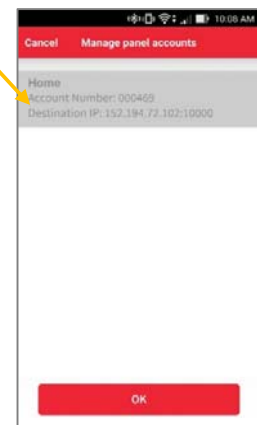 10:08 AM
Cancel Manage panel accounts
Home
Account Number: 000469
Destination IP: 152.194.72.102:10000
OK